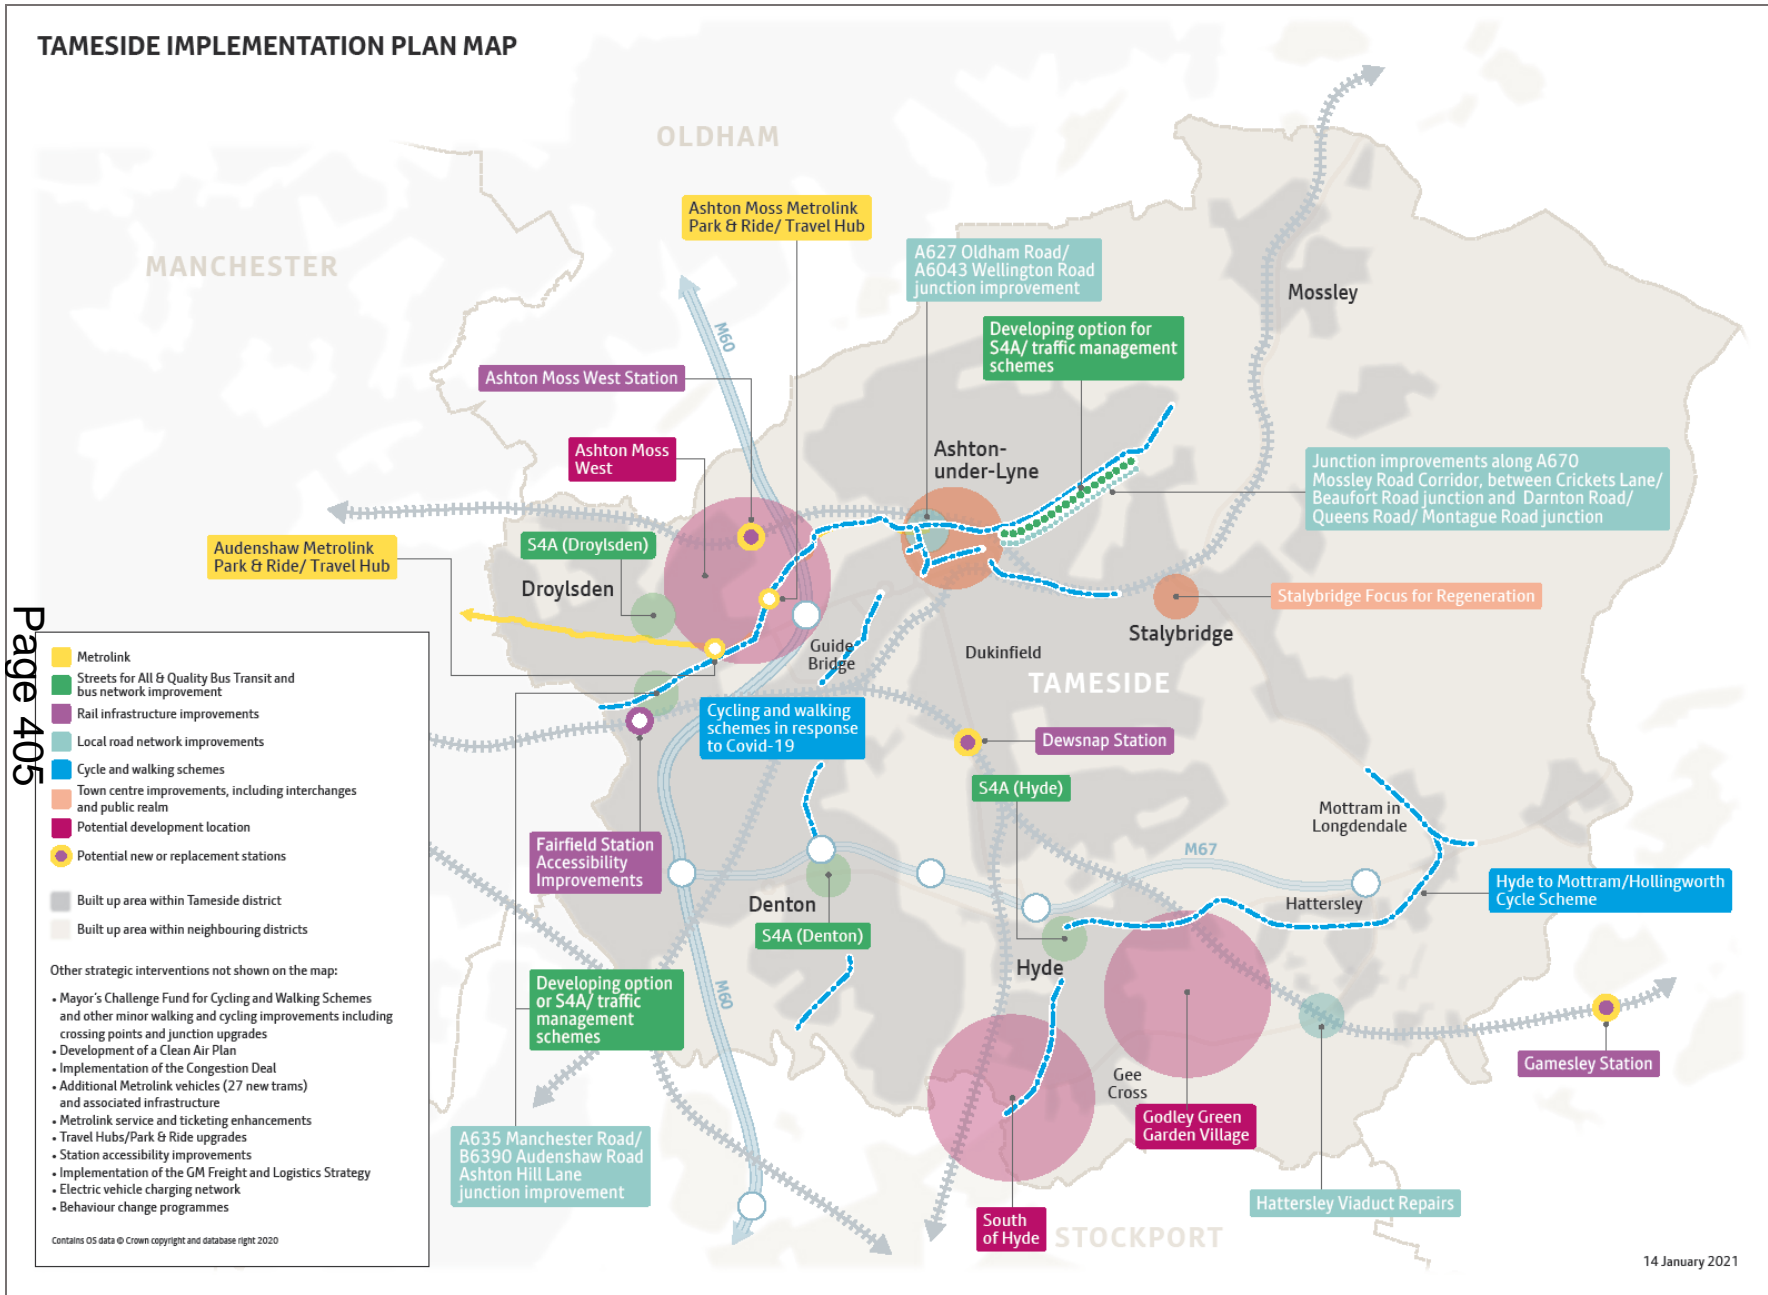 TAMESIDE IMPLEMENTATION PLAN MAP
OLDHAM
MANCHESTER
Ashton Moss Metrolink
Park & Ride/ Travel Hub
A627 Oldham Road/
A6043 Wellington Road
junction improvement
Mossley
M60
Developing option for
S4A/ traffic management
schemes
Ashton Moss West Station
Ashton Moss
West
Ashton-
under-Lyne
Junction improvements along A670
Mossley Road Corridor, between Crickets Lane/
Beaufort Road junction and Darnton Road/
Queens Road/ Montague Road junction
S4A (Droylsden)
Audenshaw Metrolink
Park & Ride/ Travel Hub
Droylsden
Stalybridge Focus for Regeneration
Stalybridge
Guide
Bridge
Dukinfield
TAMESIDE
Page 405
Metrolink
Streets for All & Quality Bus Transit and
bus network improvement
Rail infrastructure improvements
Local road network improvements
Cycle and walking schemes
Town centre improvements, including interchanges
and public realm
Potential development location
Potential new or replacement stations
Built up area within Tameside district
Built up area within neighbouring districts
Other strategic interventions not shown on the map:
• Mayor's Challenge Fund for Cycling and Walking Schemes
and other minor walking and cycling improvements including
crossing points and junction upgrades
• Development of a Clean Air Plan
• Implementation of the Congestion Deal
• Additional Metrolink vehicles (27 new trams)
and associated infrastructure
• Metrolink service and ticketing enhancements
• Travel Hubs/Park & Ride upgrades
• Station accessibility improvements
• Implementation of the GM Freight and Logistics Strategy
• Electric vehicle charging network
• Behaviour change programmes
Contains OS data © Crown copyright and database right 2020
Cycling and walking
schemes in response
to Covid-19
Dewsnap Station
S4A (Hyde)
Mottram in
Longdendale
Fairfield Station
Accessibility
Improvements
M67
Hattersley
Hyde to Mottram/Hollingworth
Cycle Scheme
Denton
S4A (Denton)
Hyde
Developing option
or S4A/ traffic
management
schemes
M60
Gamesley Station
Gee
Cross
Godley Green
Garden Village
A635 Manchester Road/
B6390 Audenshaw Road
Ashton Hill Lane
junction improvement
Hattersley Viaduct Repairs
South
of Hyde
STOCKPORT
14 January 2021